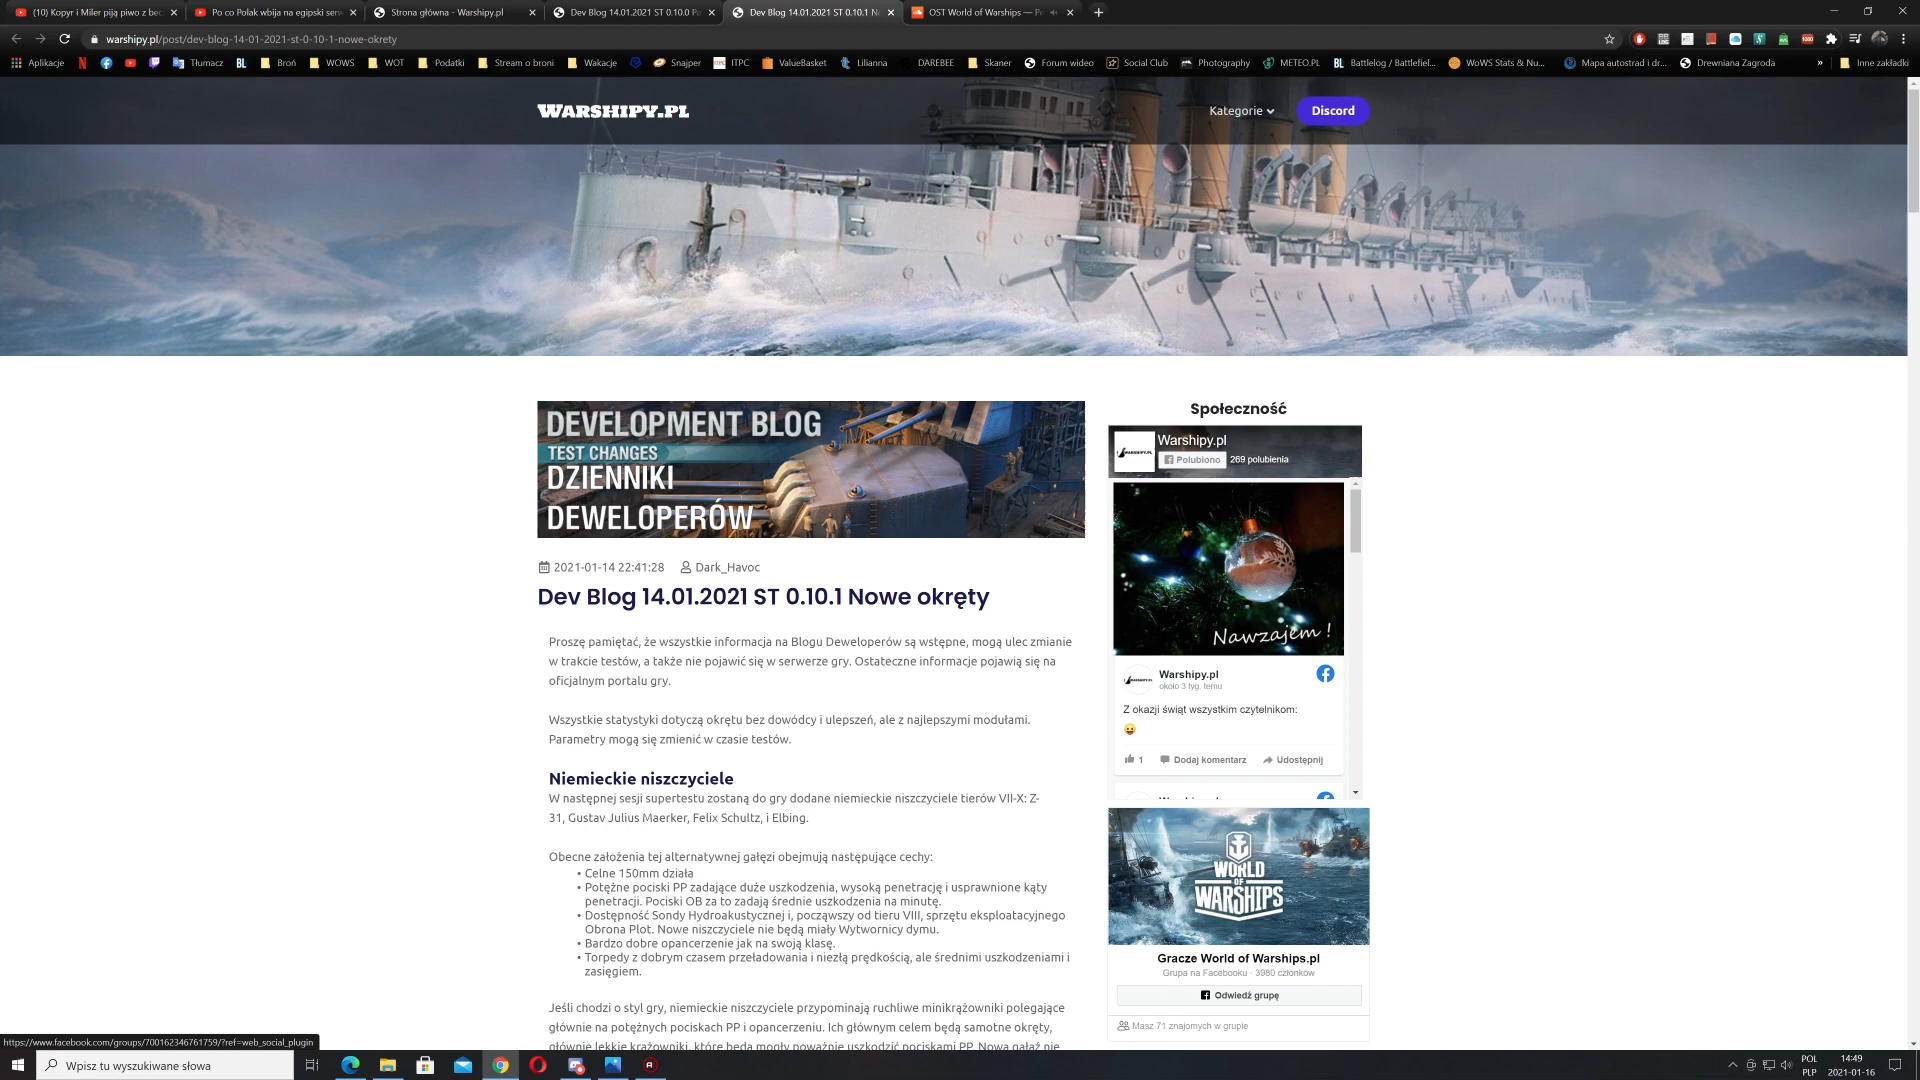 (10) Kopyr i Miler piją piwo z bec
Po co Polak wbija na egipski serw
Strona główna - Warshipy.pl
Dev Blog 14.01.2021 ST 0.10.0 Po
Dev Blog 14.01.2021 ST 0.10.1 N
OST World of Warships — P
warshipy.pl/post/dev-blog-14-01-2021-st-0-10-1-nowe-okrety
Aplikacje
Tłumacz
BL
Broń
WOWS
WOT
Podatki
Stream o broni
Wakacje
Snajper
ITPC
ValueBasket
Lilianna
DAREBEE
Skaner
Forum wideo
Social Club
Photography
METEO.PL
BL Battlelog / Battlefiel...
WoWS Stats & Nu...
Mapa autostrad i dr...
Drewniana Zagroda
»
Inne zakładki
WARSHIPY.PL
Kategorie
Discord
DEVELOPMENT BLOG
TEST CHANGES
DZIENNIKI
DEWELOPERÓW
2021-01-14 22:41:28 Dark_Havoc
Dev Blog 14.01.2021 ST 0.10.1 Nowe okręty
Proszę pamiętać, że wszystkie informacja na Blogu Deweloperów są wstępne, mogą ulec zmianie
w trakcie testów, a także nie pojawić się w serwerze gry. Ostateczne informacje pojawią się na
oficjalnym portalu gry.
Wszystkie statystyki dotyczą okrętu bez dowódcy i ulepszeń, ale z najlepszymi modułami.
Parametry mogą się zmienić w czasie testów.
Niemieckie niszczyciele
W następnej sesji supertestu zostaną do gry dodane niemieckie niszczyciele tierów VII-X: Z-
31, Gustav Julius Maerker, Felix Schultz, i Elbing.
Obecne założenia tej alternatywnej gałęzi obejmują następujące cechy:
• Celne 150mm działa
• Potężne pociski PP zadające duże uszkodzenia, wysoką penetrację i usprawnione kąty
penetracji. Pociski OB za to zadają średnie uszkodzenia na minutę.
• Dostępność Sondy Hydroakustycznej i, począwszy od tieru VIII, sprzętu eksploatacyjnego
Obrona Plot. Nowe niszczyciele nie będą miały Wytwornicy dymu.
• Bardzo dobre opancerzenie jak na swoją klasę.
• Torpedy z dobrym czasem przeładowania i niezłą prędkością, ale średnimi uszkodzeniami i
zasięgiem.
Jeśli chodzi o styl gry, niemieckie niszczyciele przypominają ruchliwe minikrążowniki polegające
głównie na potężnych pociskach PP i opancerzeniu. Ich głównym celem będą samotne okręty,
głównie lekkie krążowniki, które będą mogły poważnie uszkodzić pociskami PP. Nowa gałąź nie
Społeczność
WARSHIPY.PL
Warshipy.pl
Polubiono
269 polubienia
Nawzajem !
WARSHIPY.PL
Warshipy.pl
około 3 tyg. temu
Z okazji świąt wszystkim czytelnikom:
1
Dodaj komentarz
Udostępnij
WORLD
OF
WARSHIPS
Gracze World of Warships.pl
Grupa na Facebooku · 3980 członków
Odwiedź grupę
Masz 71 znajomych w grupie
https://www.facebook.com/groups/700162346761759/?ref=web_social_plugin
Wpisz tu wyszukiwane słowa
POL
PLP
14:49
2021-01-16